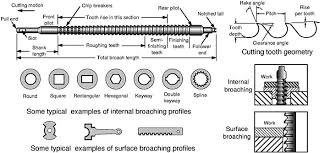 Cutting motion
Chip breakers
Rear pilot
Notched tail
Front pilot
Tooth rise in this section
Pull end
Slot
Shank length
Roughing teeth
Semi-finishing teeth
Finishing teeth
Follower end
Total broach length
Round
Square
Rectangular
Hexagonal
Keyway
Double keyway
Spline
Some typical examples of internal broaching profiles
Some typical examples of surface broaching profiles
Rake angle
Pitch
Rise per tooth
Clearance angle
Cutting tooth geometry
Internal broaching
Work
Surface broaching
Work